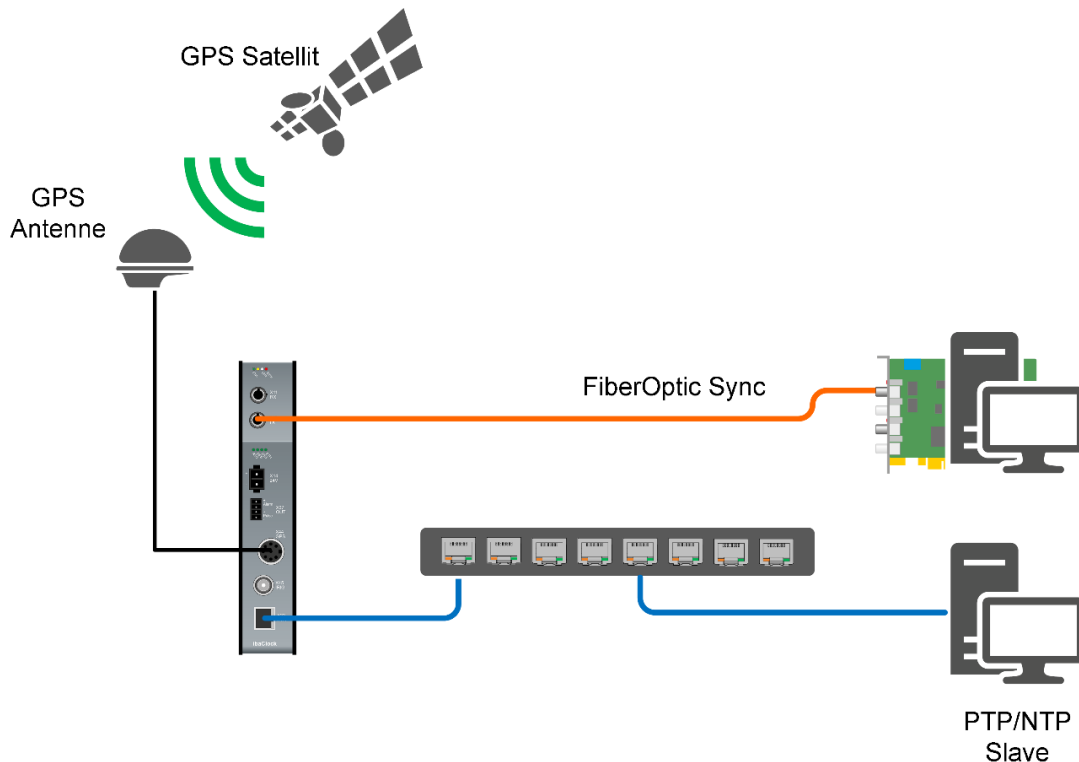 GPS Satellit
GPS
Antenne
FiberOptic Sync
PTP/NTP
Slave